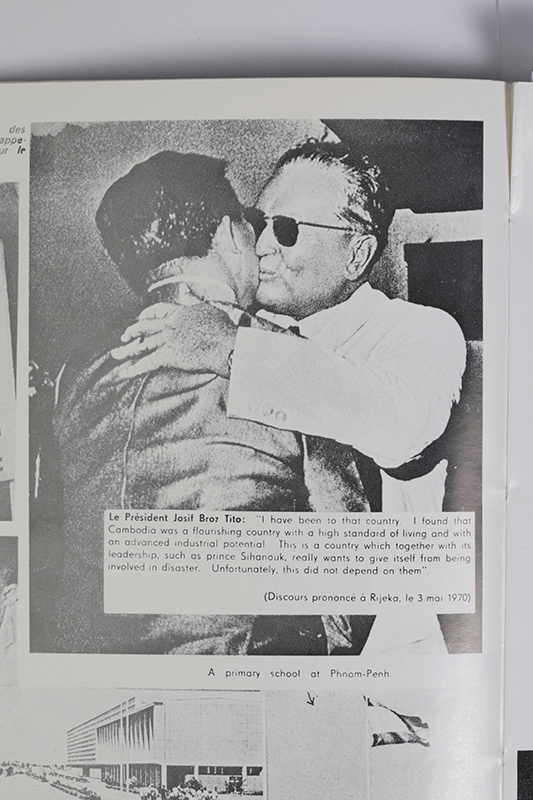 des
appe-
ur le
Le Président Josif Broz Tito: "I have been to that country. I found that
Cambodia was a flourishing country with a high standard of living and with
an advanced industrial potential. This is a country which together with its
leadership, such as prince Sihanouk, really wants to give itself from being
involved in disaster. Unfortunately, this did not depend on them".
(Discours prononcé à Rijeka, le 3 mai 1970)
A primary school at Phnom-Penh.